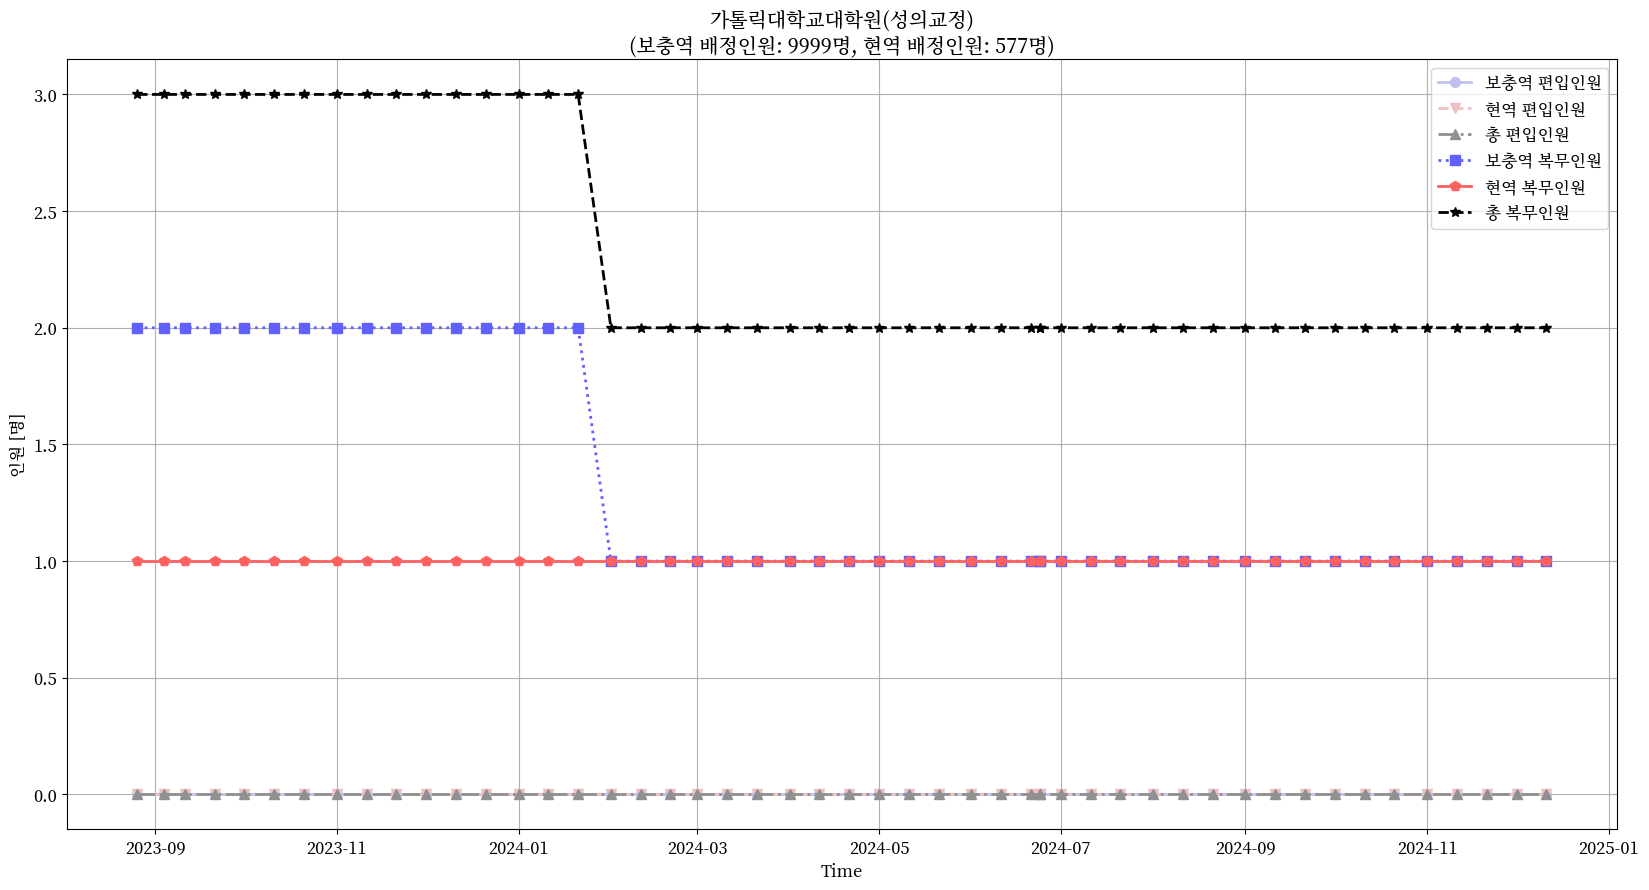 가톨릭대학교대학원(성의교정)
(보충역 배정인원: 9999명, 현역 배정인원: 577명)
보충역 편입인원
현역 편입인원
총 편입인원
보충역 복무인원
현역 복무인원
총 복무인원
인원 [명]
3.0
2.5
2.0
1.5
1.0
0.5
0.0
2023-09
2023-11
2024-01
2024-03
2024-05
2024-07
2024-09
2024-11
2025-01
Time